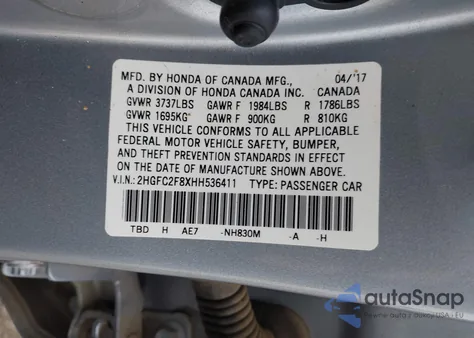 MFD. BY HONDA OF CANADA MFG., 04/'17
A DIVISION OF HONDA CANADA INC. CANADA
GVWR 3737LBS GAWR F 1984LBS R 1786LBS
GVWR 1695KG GAWR F 900KG R 810KG
THIS VEHICLE CONFORMS TO ALL APPLICABLE
FEDERAL MOTOR VEHICLE SAFETY, BUMPER,
AND THEFT PREVENTION STANDARDS IN EFFECT
ON THE DATE OF MANUFACTURE SHOWN ABOVE.
V.I.N.: 2HGFC2F8XHH536411 TYPE: PASSENGER CAR
TBD H AE7 -NH830M -A -H
autoSnap